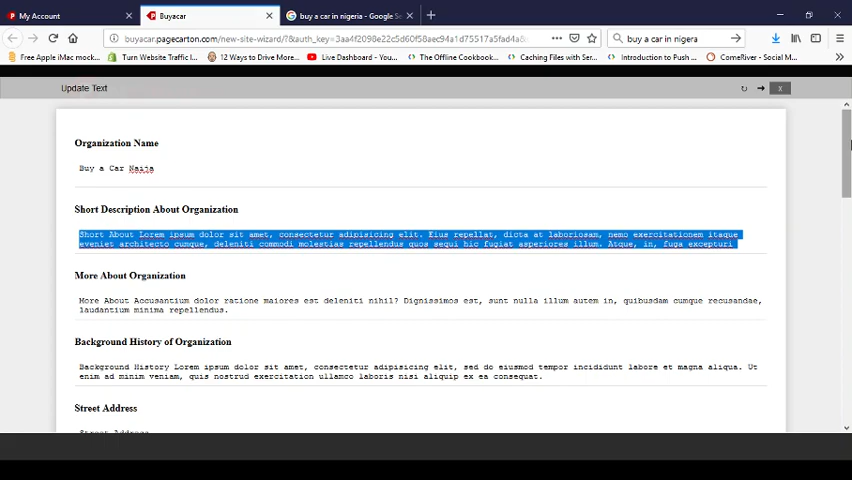 My Account
Buyacar
buy a car in nigeria - Google Se
buyacar.pagecarton.com/new-site-wizard/?&auth_key=3aa4f2098e22c5d60f58aec94a1d75517a5fad4a8
buy a car in nigera
Free Apple iMac mock...
Turn Website Traffic I...
12 Ways to Drive More...
Live Dashboard - You...
The Offline Cookbook...
Caching Files with Ser...
Introduction to Push ...
ComeRiver - Social M...
Update Text
x
Organization Name
Buy a Car Naija
Short Description About Organization
Short About Lorem ipsum dolor sit amet, consectetur adipisicing elit. Eius repellat, dicta at laboriosam, nemo exercitationem itaque
eveniet architecto cumque, deleniti commodi molestias repellendus quos sequi hic fugiat asperiores illum. Atque, in, fuga excepturi
More About Organization
More About Accusantium dolor ratione maiores est deleniti nihil? Dignissimos est, sunt nulla illum autem in, quibusdam cumque recusandae,
laudantium minima repellendus.
Background History of Organization
Background History Lorem ipsum dolor sit amet, consectetur adipisicing elit, sed do eiusmod tempor incididunt labore et magna aliqua. Ut
enim ad minim veniam, quis nostrud exercitation ullamco laboris nisi aliquip ex ea consequat.
Street Address
Street Address